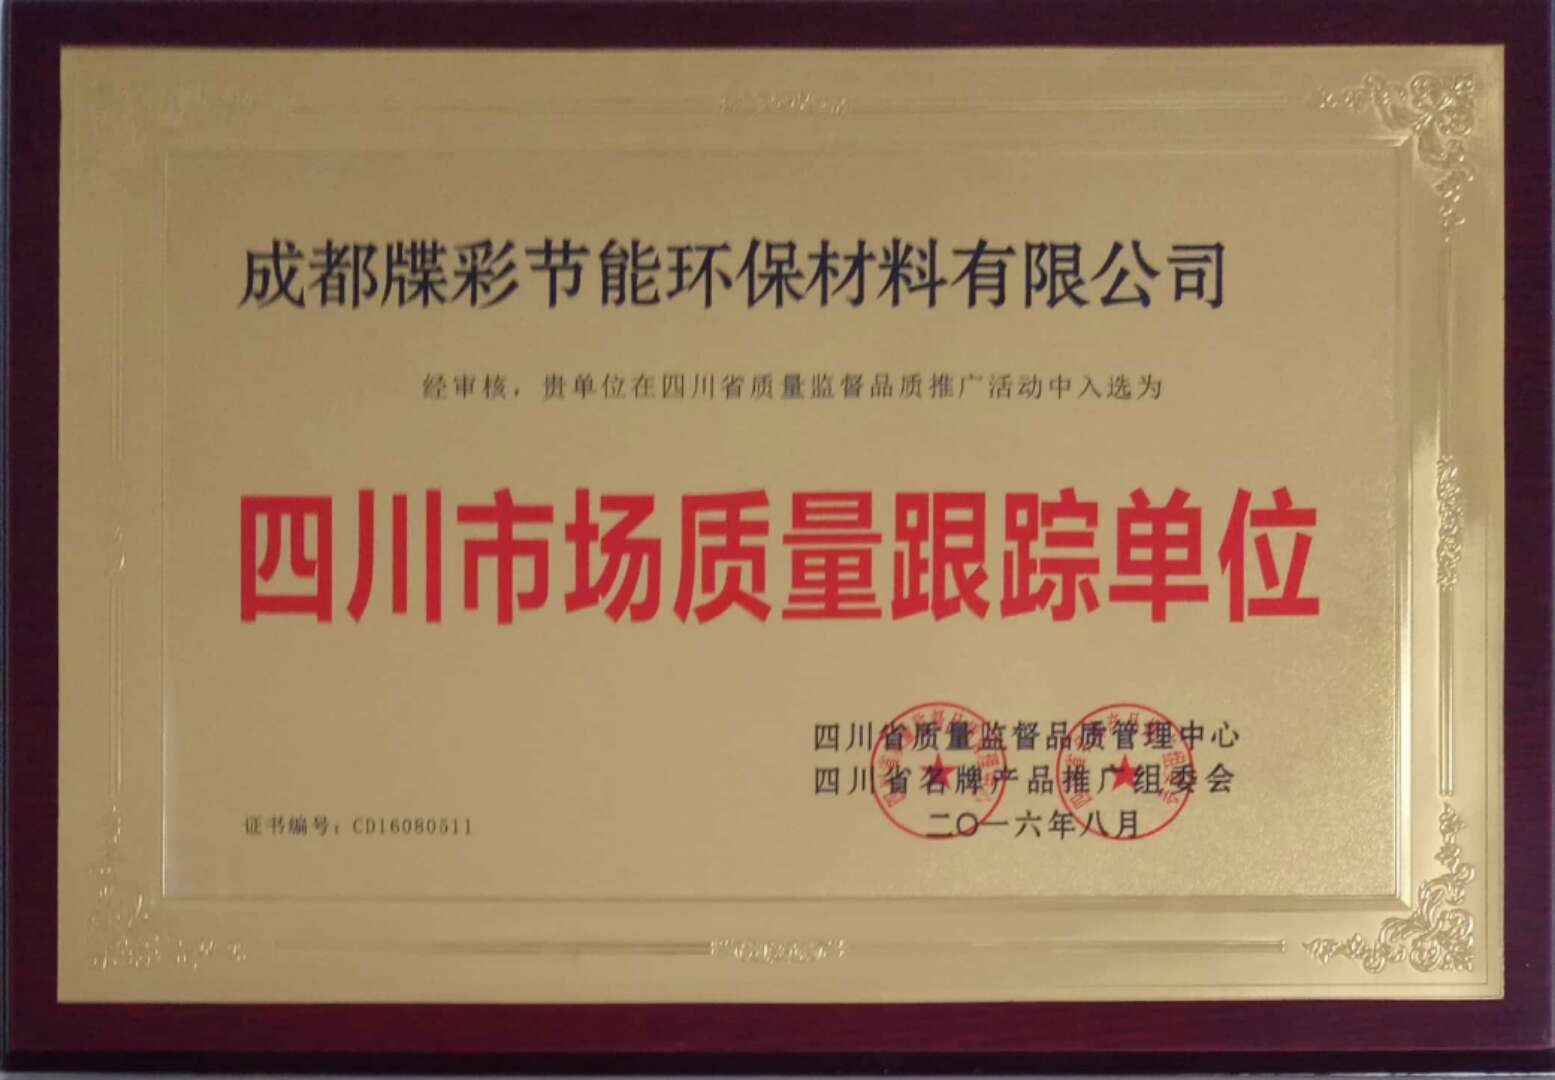 成都牒彩节能环保材料有限公司
经审核，贵单位在四川省质量监督品质推广活动中入选为
四川市场质量跟踪单位
四川省质量监督品质管理中心
四川省名牌产品推广组委会
二〇一六年八月
证书编号：CD16080511